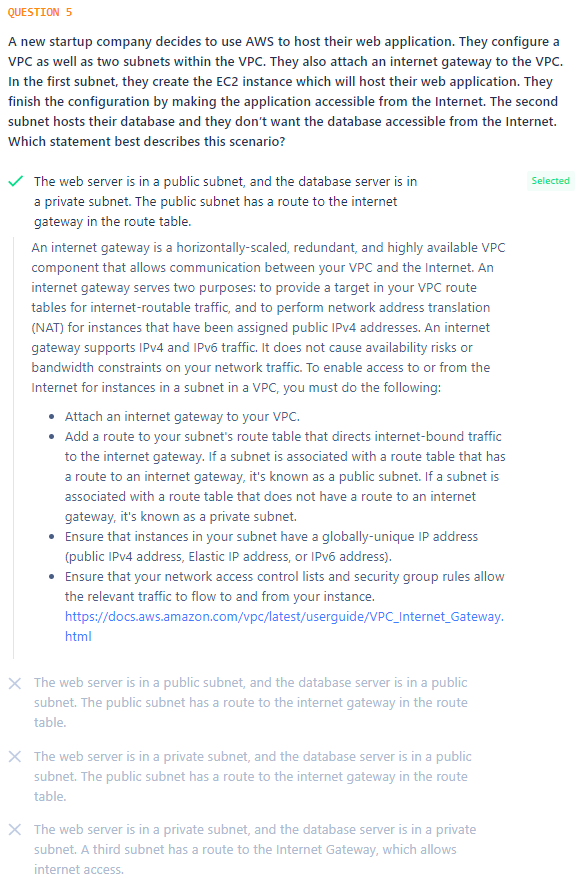 QUESTION 5
A new startup company decides to use AWS to host their web application. They configure a
VPC as well as two subnets within the VPC. They also attach an internet gateway to the VPC.
In the first subnet, they create the EC2 instance which will host their web application. They
finish the configuration by making the application accessible from the Internet. The second
subnet hosts their database and they don't want the database accessible from the Internet.
Which statement best describes this scenario?
The web server is in a public subnet, and the database server is in
a private subnet. The public subnet has a route to the internet
gateway in the route table.
Selected
An internet gateway is a horizontally-scaled, redundant, and highly available VPC
component that allows communication between your VPC and the Internet. An
internet gateway serves two purposes: to provide a target in your VPC route
tables for internet-routable traffic, and to perform network address translation
(NAT) for instances that have been assigned public IPv4 addresses. An internet
gateway supports IPv4 and IPv6 traffic. It does not cause availability risks or
bandwidth constraints on your network traffic. To enable access to or from the
Internet for instances in a subnet in a VPC, you must do the following:
• Attach an internet gateway to your VPC.
• Add a route to your subnet's route table that directs internet-bound traffic
to the internet gateway. If a subnet is associated with a route table that has
a route to an internet gateway, it's known as a public subnet. If a subnet is
associated with a route table that does not have a route to an internet
gateway, it's known as a private subnet.
• Ensure that instances in your subnet have a globally-unique IP address
(public IPv4 address, Elastic IP address, or IPv6 address).
• Ensure that your network access control lists and security group rules allow
the relevant traffic to flow to and from your instance.
https://docs.aws.amazon.com/vpc/latest/userguide/VPC_Internet_Gateway.
html
The web server is in a public subnet, and the database server is in a public
subnet. The public subnet has a route to the internet gateway in the route
table.
The web server is in a private subnet, and the database server is in a public
subnet. The public subnet has a route to the internet gateway in the route
table.
The web server is in a private subnet, and the database server is in a private
subnet. A third subnet has a route to the Internet Gateway, which allows
internet access.